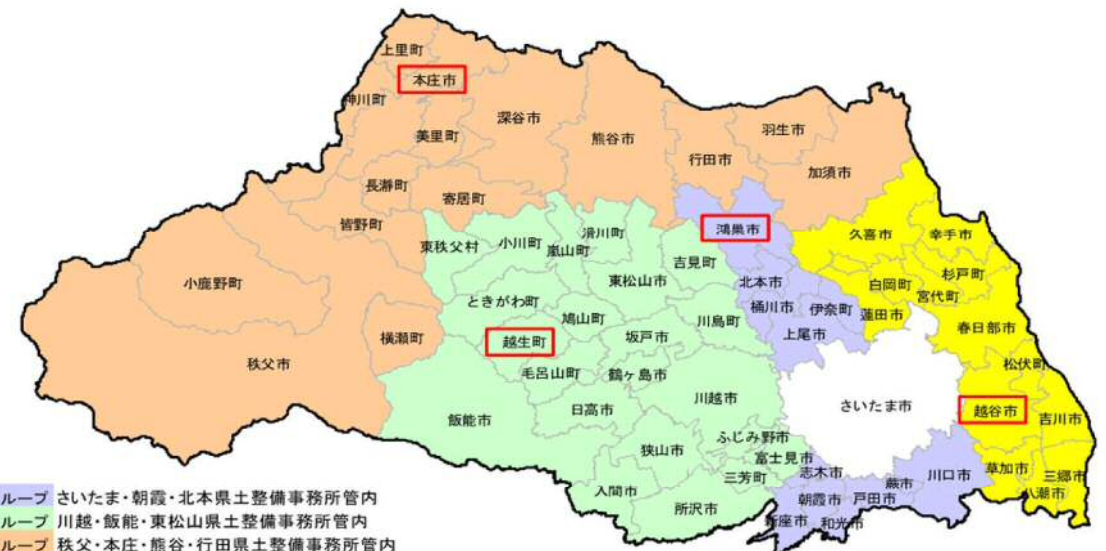 上里町
本庄市
神川町
美里町
深谷市
熊谷市
行田市
羽生市
加須市
長瀞町
寄居町
皆野町
小鹿野町
秩父市
横瀬町
東秩父村
小川町
嵐山町
滑川町
吉見町
東松山市
ときがわ町
鳩山町
坂戸市
川島町
越生町
毛呂山町
鶴ヶ島市
川越市
飯能市
日高市
狭山市
ふじみ野市
富士見市
三芳町
入間市
所沢市
鴻巣市
北本市
桶川市
伊奈町
上尾市
久喜市
幸手市
白岡町
杉戸町
宮代町
蓮田市
春日部市
松伏町
さいたま市
越谷市
吉川市
草加市
三郷市
八潮市
川口市
蕨市
戸田市
志木市
朝霞市
和光市
新座市
ループ さいたま・朝霞・北本県土整備事務所管内
ループ 川越・飯能・東松山県土整備事務所管内
ループ 秩父・本庄・熊谷・行田県土整備事務所管内